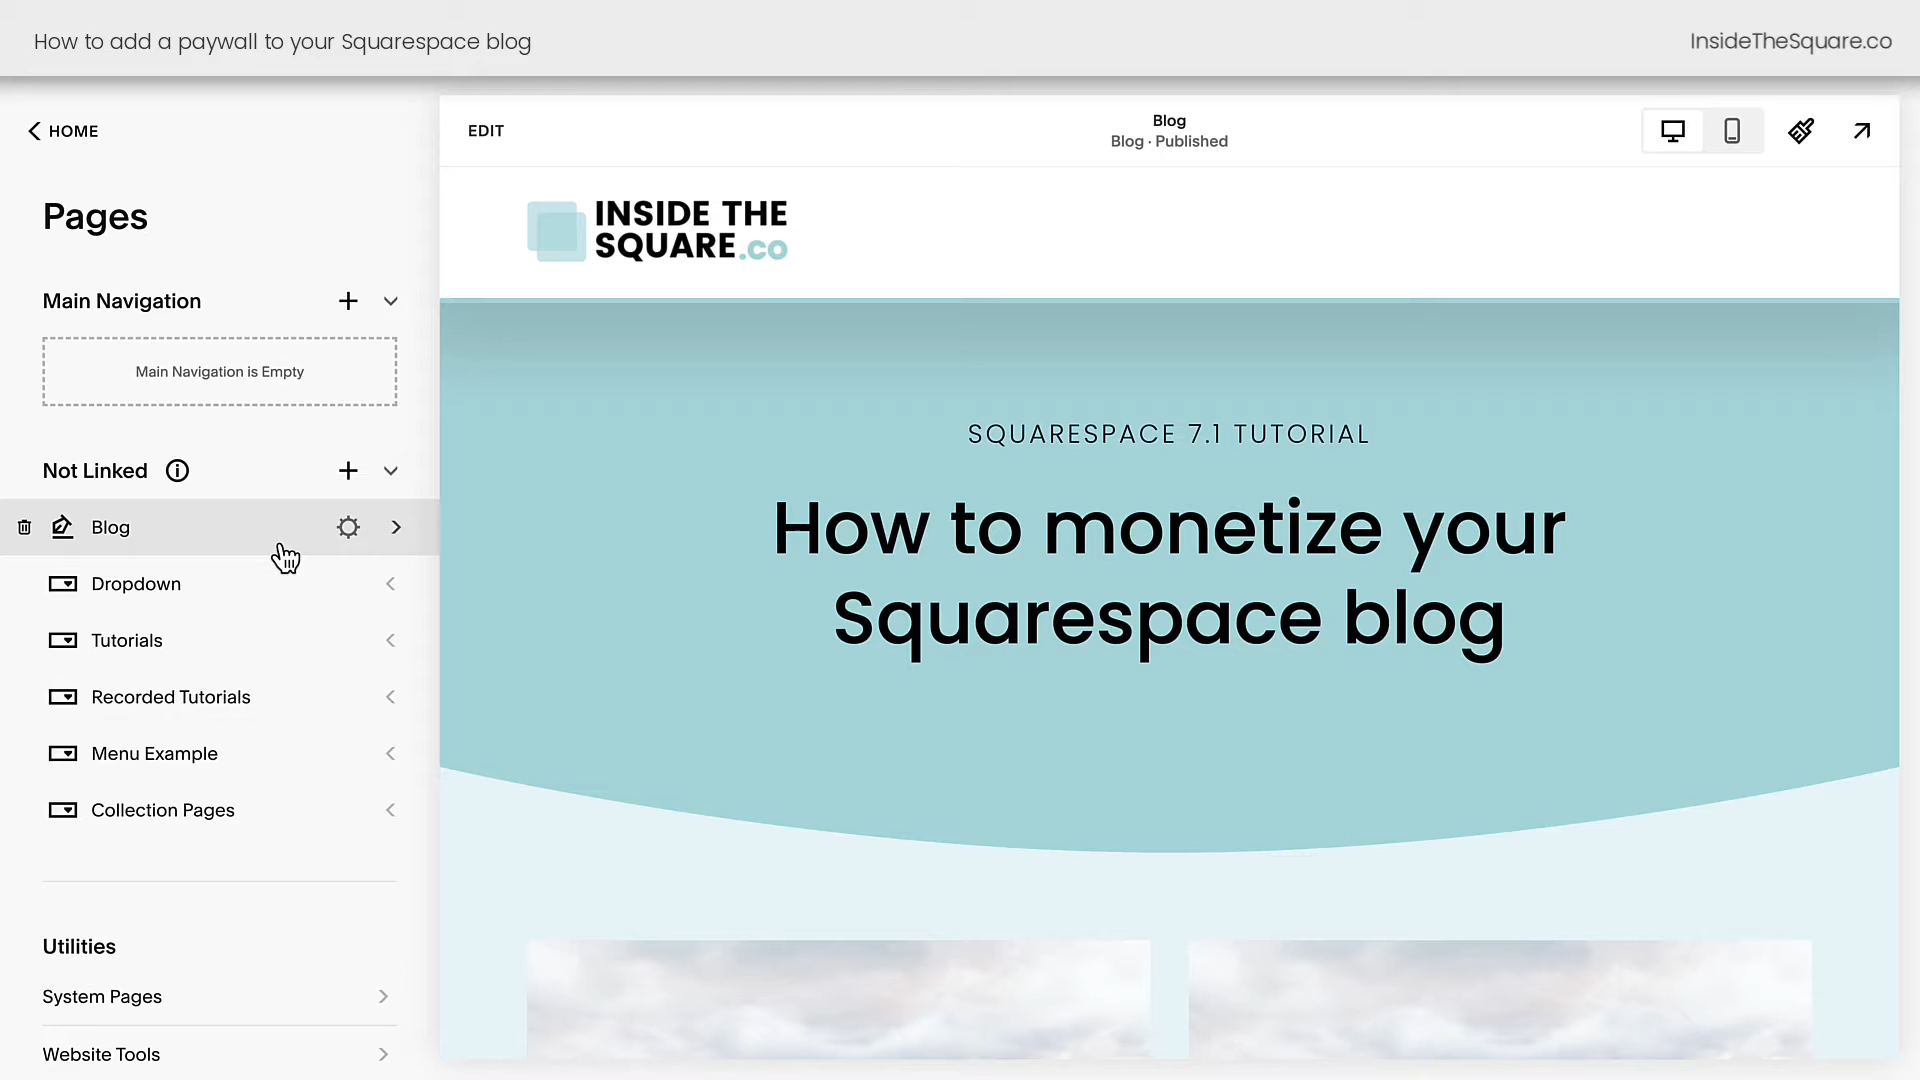 How to add a paywall to your Squarespace blog
InsideTheSquare.co
HOME
EDIT
Blog
Blog · Published
Pages
INSIDE THE
SQUARE.co
Main Navigation
Main Navigation is Empty
SQUARESPACE 7.1 TUTORIAL
How to monetize your
Squarespace blog
Not Linked
Blog
Dropdown
Tutorials
Recorded Tutorials
Menu Example
Collection Pages
Utilities
System Pages
Website Tools